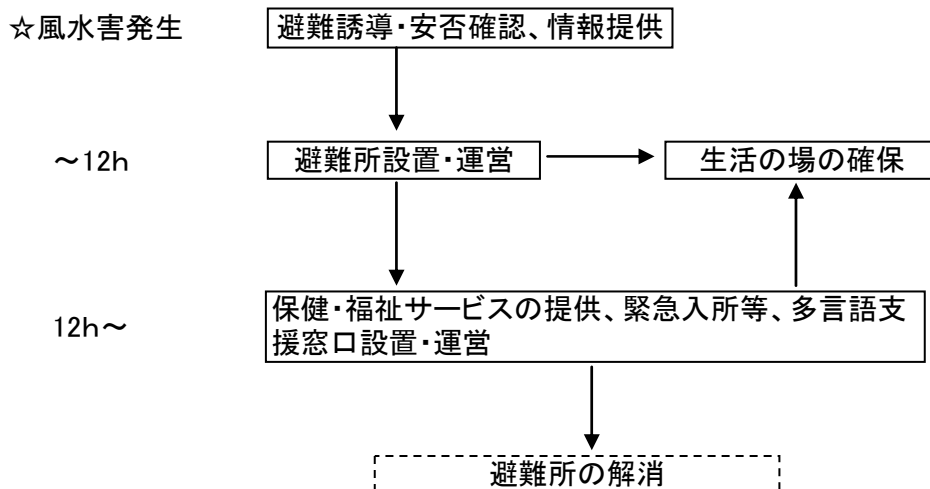 ☆風水害発生
避難誘導・安否確認、情報提供
～12h
避難所設置・運営
生活の場の確保
12h～
保健・福祉サービスの提供、緊急入所等、多言語支
援窓口設置・運営
避難所の解消